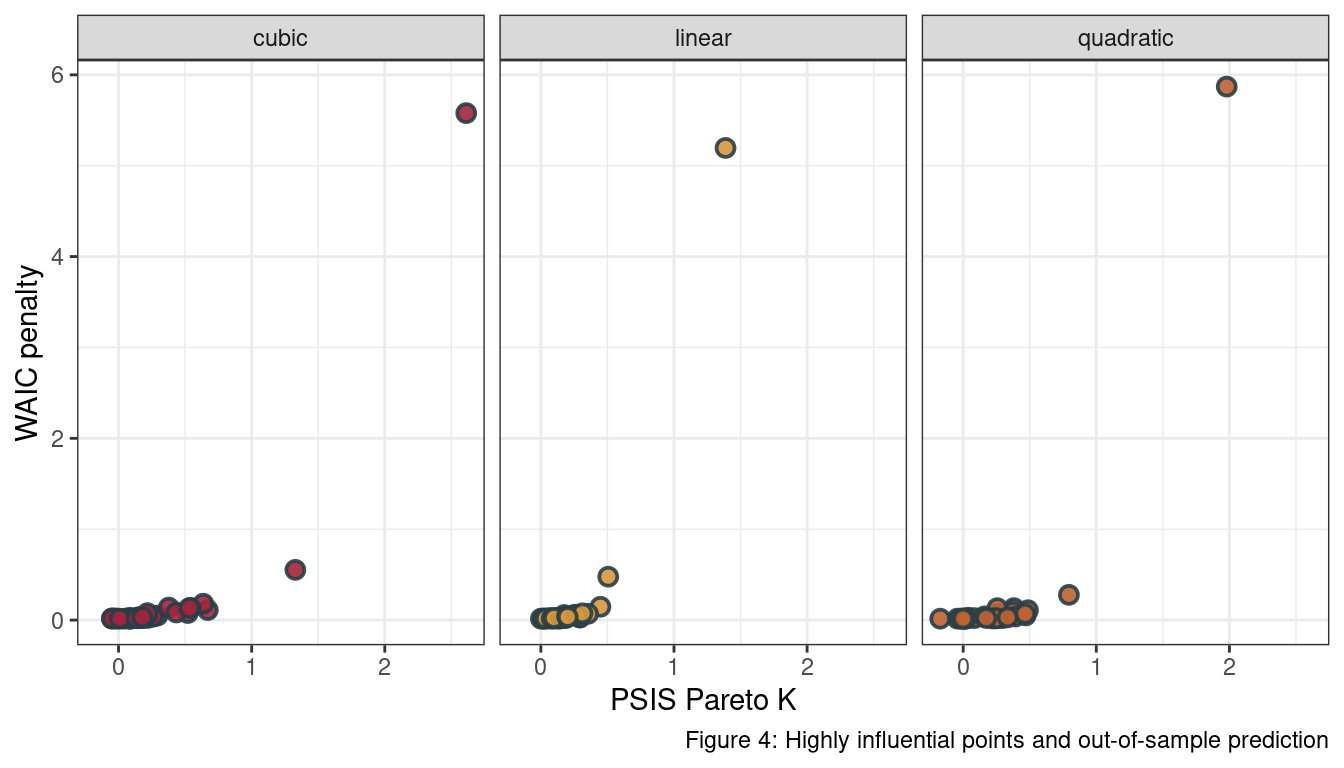 cubic linear quadratic
WAIC penalty
6
4
2
0
0 1 2 0 1 2 0 1 2
PSIS Pareto K
Figure 4: Highly influential points and out-of-sample prediction